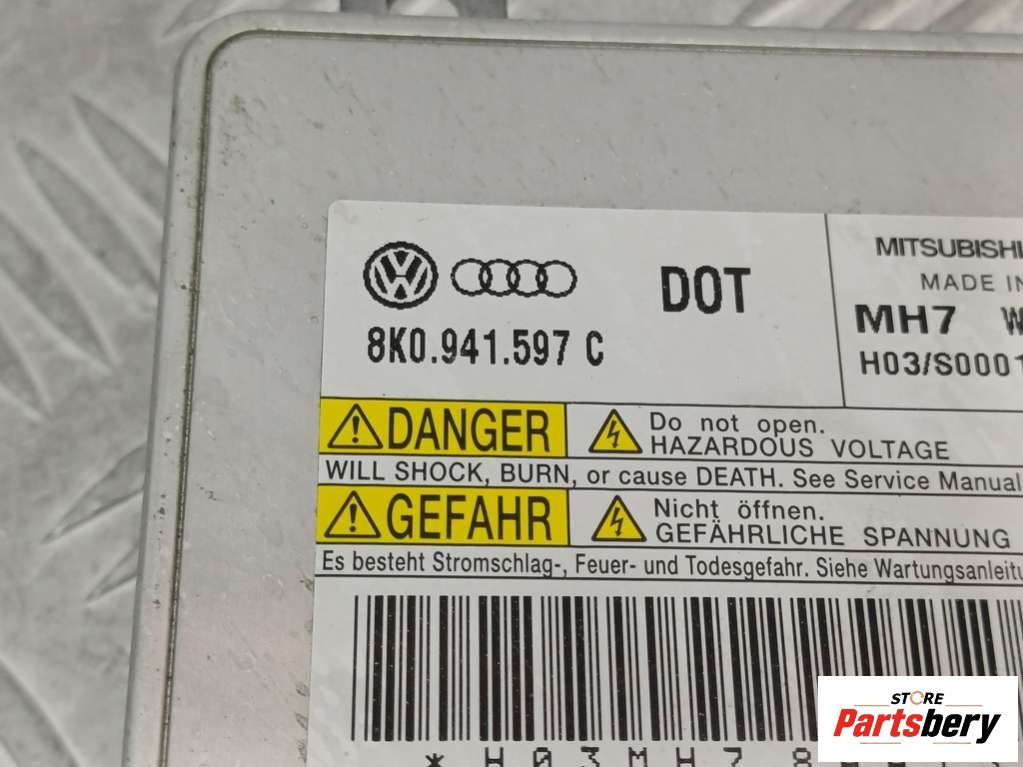 DOT
8K0.941.597 C
MITSUBISHI
MADE IN
MH7
H03/S0001
DANGER
Do not open.
HAZARDOUS VOLTAGE
WILL SHOCK, BURN, or cause DEATH. See Service Manual
GEFAHR
Nicht öffnen.
GEFÄHRLICHE SPANNUNG
Es besteht Stromschlag-, Feuer- und Todesgefahr. Siehe
STORE
Partsbery